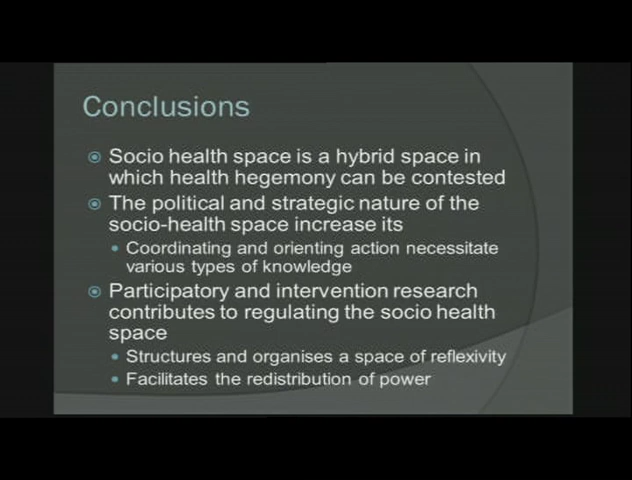 Conclusions
Socio health space is a hybrid space in
which health hegemony can be contested
The political and strategic nature of the
socio-health space increase its
Coordinating and orienting action necessitate
various types of knowledge
Participatory and intervention research
contributes to regulating the socio health
space
Structures and organises a space of reflexivity
Facilitates the redistribution of power